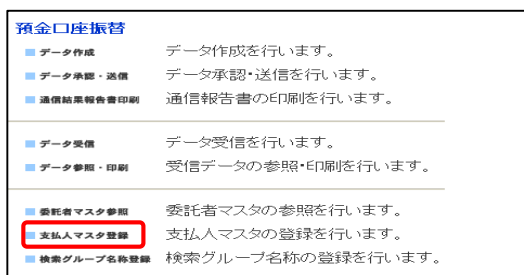 預金口座振替
データ作成 データ作成を行います。
データ承認・送信 データ承認・送信を行います。
通信結果報告書印刷 通信報告書の印刷を行います。
データ受信 データ受信を行います。
データ参照・印刷 受信データの参照・印刷を行います。
委託者マスタ参照 委託者マスタの参照を行います。
支払人マスタ登録 支払人マスタの登録を行います。
検索グループ名称登録 検索グループ名称の登録を行います。